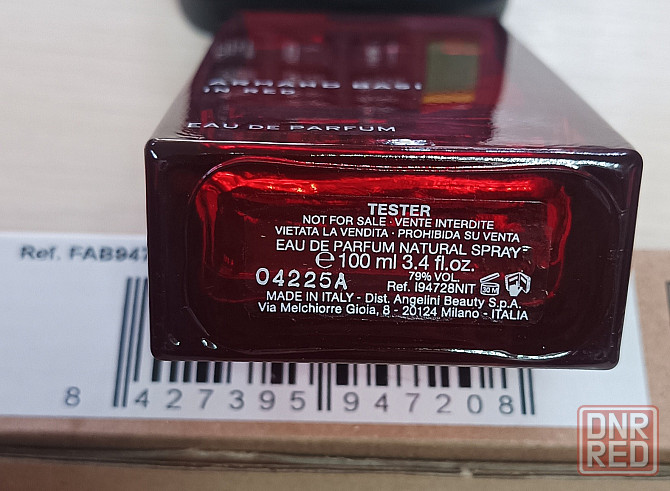 ARMAND BASI
IN RED
EAU DE PARFUM
TESTER
NOT FOR SALE · VENTE INTERDITE
VIETATA LA VENDITA · PROHIBIDA SU VENTA
EAU DE PARFUM NATURAL SPRAY
℮ 100 ml 3.4 fl.oz.
79% VOL.
04225A
Ref. I94728NIT
30 M
MADE IN ITALY - Dist. Angelini Beauty S.p.A.
Via Melchiorre Gioia, 8 - 20124 Milano - ITALIA
Ref. FAB947
8 427395 947208
DNR
RED